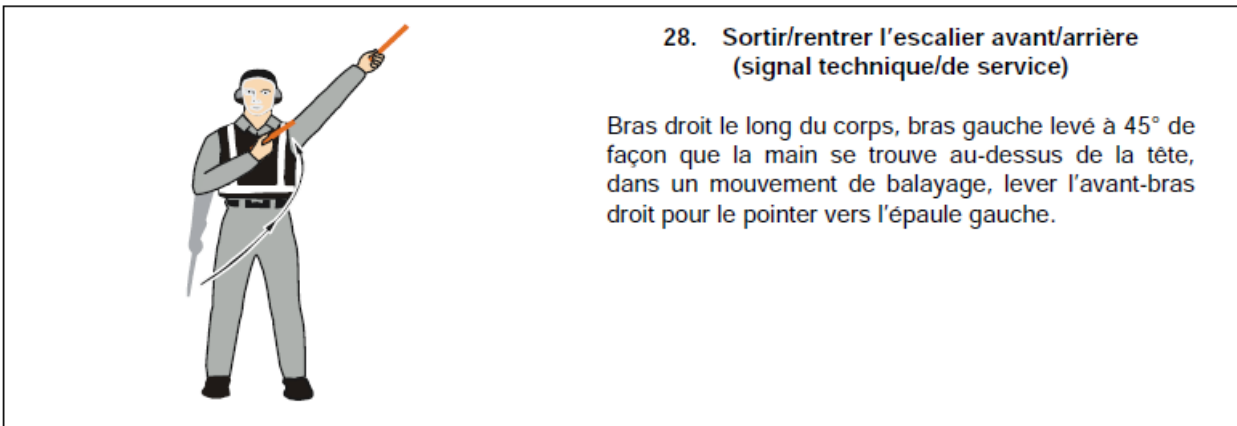 28. Sortir/rentrer l'escalier avant/arrière
(signal technique/de service)
Bras droit le long du corps, bras gauche levé à 45° de
façon que la main se trouve au-dessus de la tête,
dans un mouvement de balayage, lever l'avant-bras
droit pour le pointer vers l'épaule gauche.